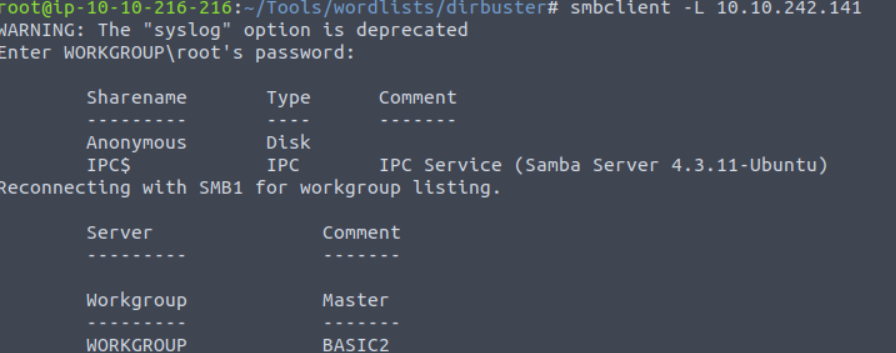 root@ip-10-10-216-216:~/Tools/wordlists/dirbuster# smbclient -L 10.10.242.141
WARNING: The "syslog" option is deprecated
Enter WORKGROUP\root's password:
Sharename Type Comment
--------- ---- -------
Anonymous Disk
IPC$ IPC IPC Service (Samba Server 4.3.11-Ubuntu)
Reconnecting with SMB1 for workgroup listing.
Server Comment
--------- -------
Workgroup Master
--------- -------
WORKGROUP BASIC2